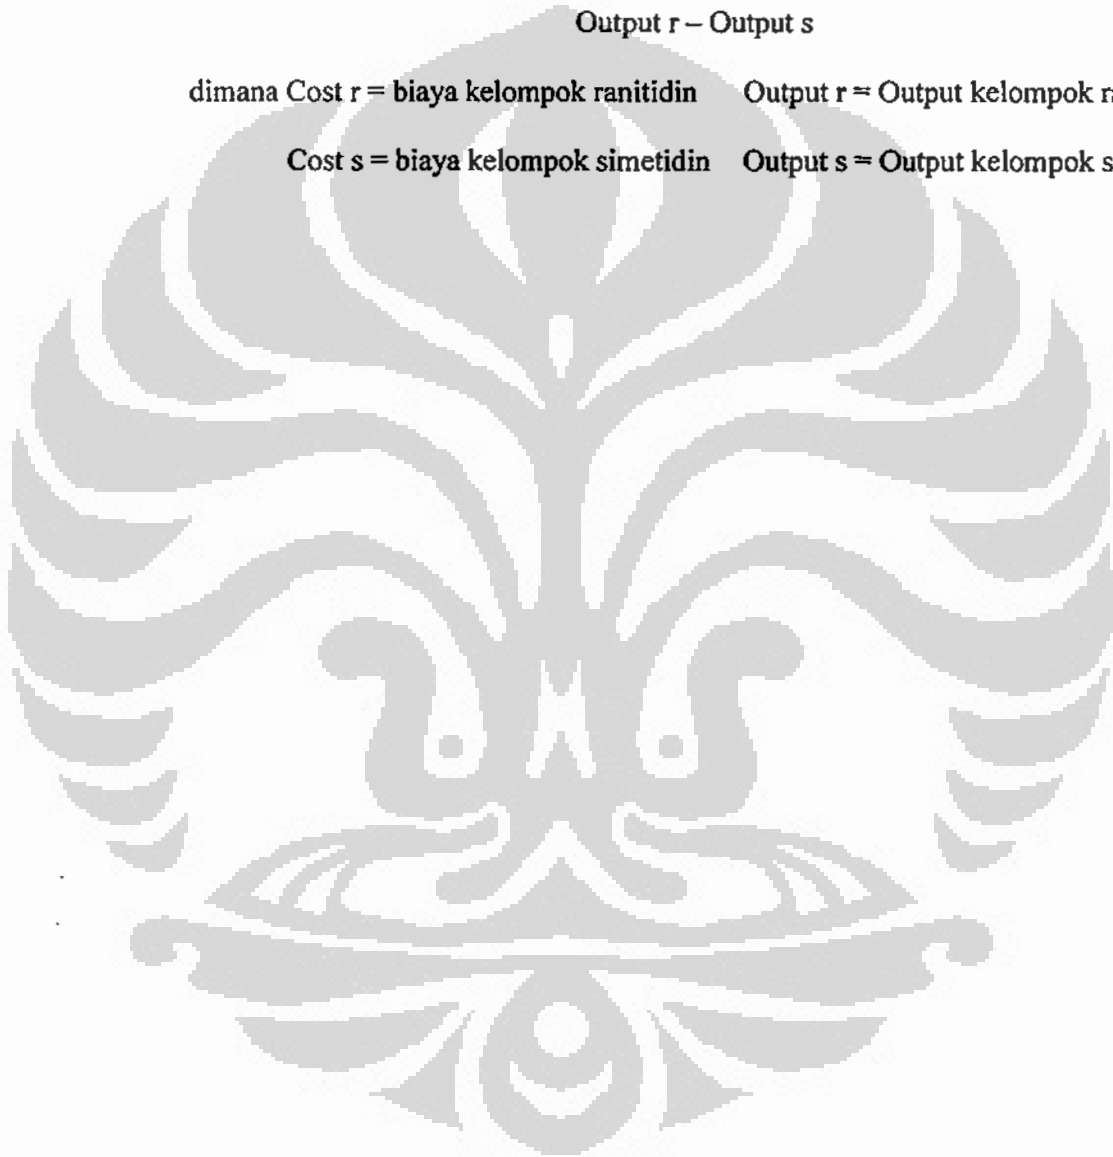 Output r – Output s
dimana Cost r = biaya kelompok ranitidin Output r = Output kelompok
Cost s = biaya kelompok simetidin Output s = Output kelompok